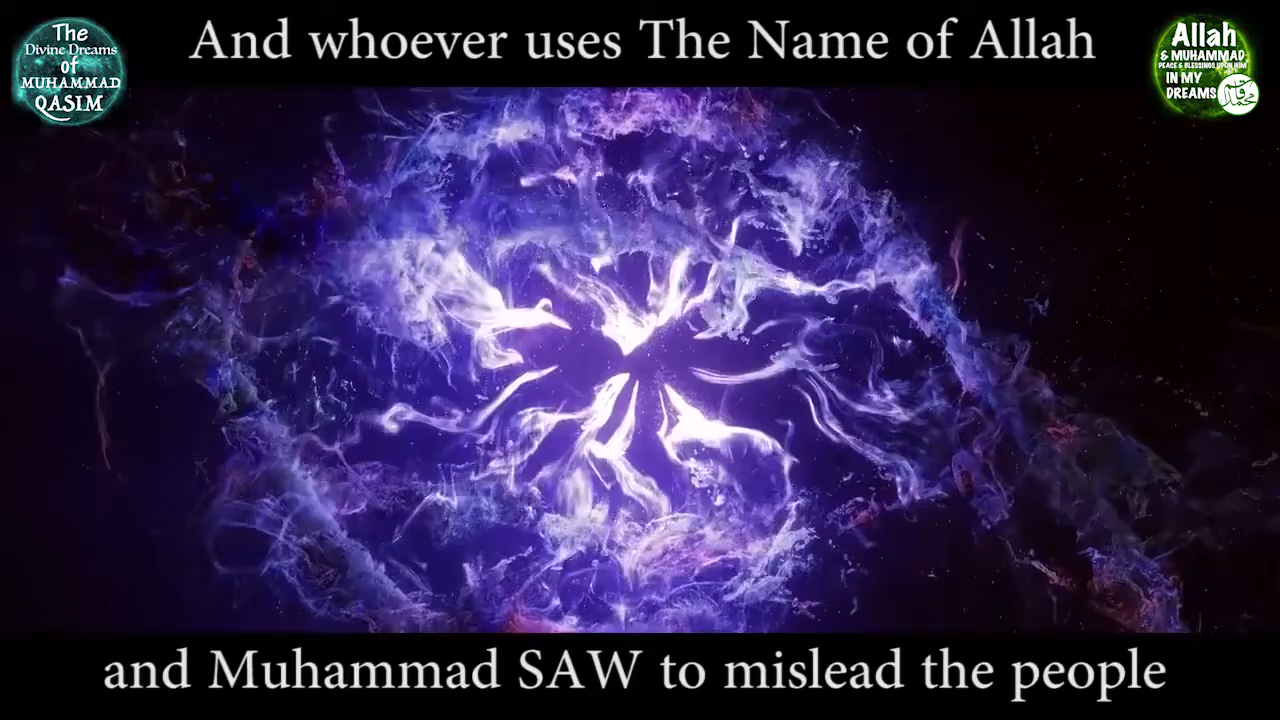 The
Divine Dreams
of
MUHAMMAD
QASIM
And whoever uses The Name of Allah
Allah
& MUHAMMAD
PEACE & BLESSINGS UPON HIM
IN MY
DREAMS
and Muhammad SAW to mislead the people